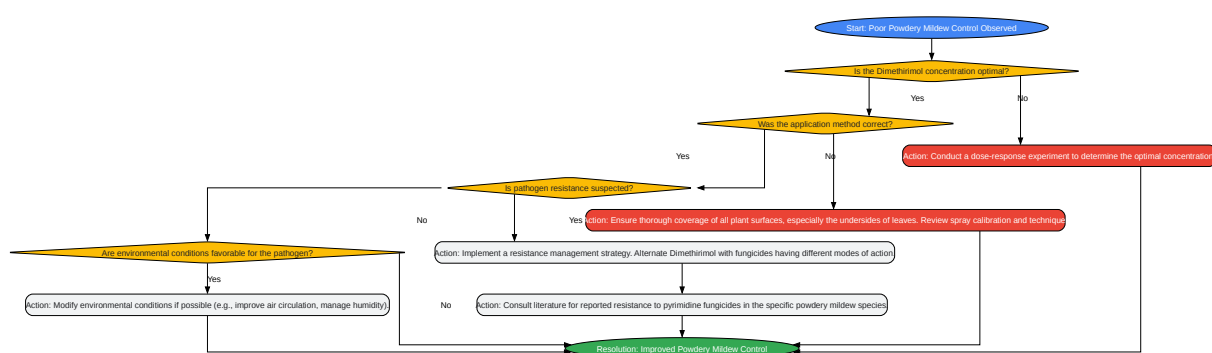 Start: Poor Powdery Mildew Control Observed
Is the Dimethirimol concentration optimal?
Yes
No
Was the application method correct?
Yes
No
Action: Conduct a dose-response experiment to determine the optimal concentration
Is pathogen resistance suspected?
No
Yes
Action: Ensure thorough coverage of all plant surfaces, especially the undersides of leaves. Review spray calibration and technique
Are environmental conditions favorable for the pathogen?
Action: Implement a resistance management strategy. Alternate Dimethirimol with fungicides having different modes of action.
Yes
No
Action: Modify environmental conditions if possible (e.g., improve air circulation, manage humidity).
Action: Consult literature for reported resistance to pyrimidine fungicides in the specific powdery mildew species
Resolution: Improved Powdery Mildew Control